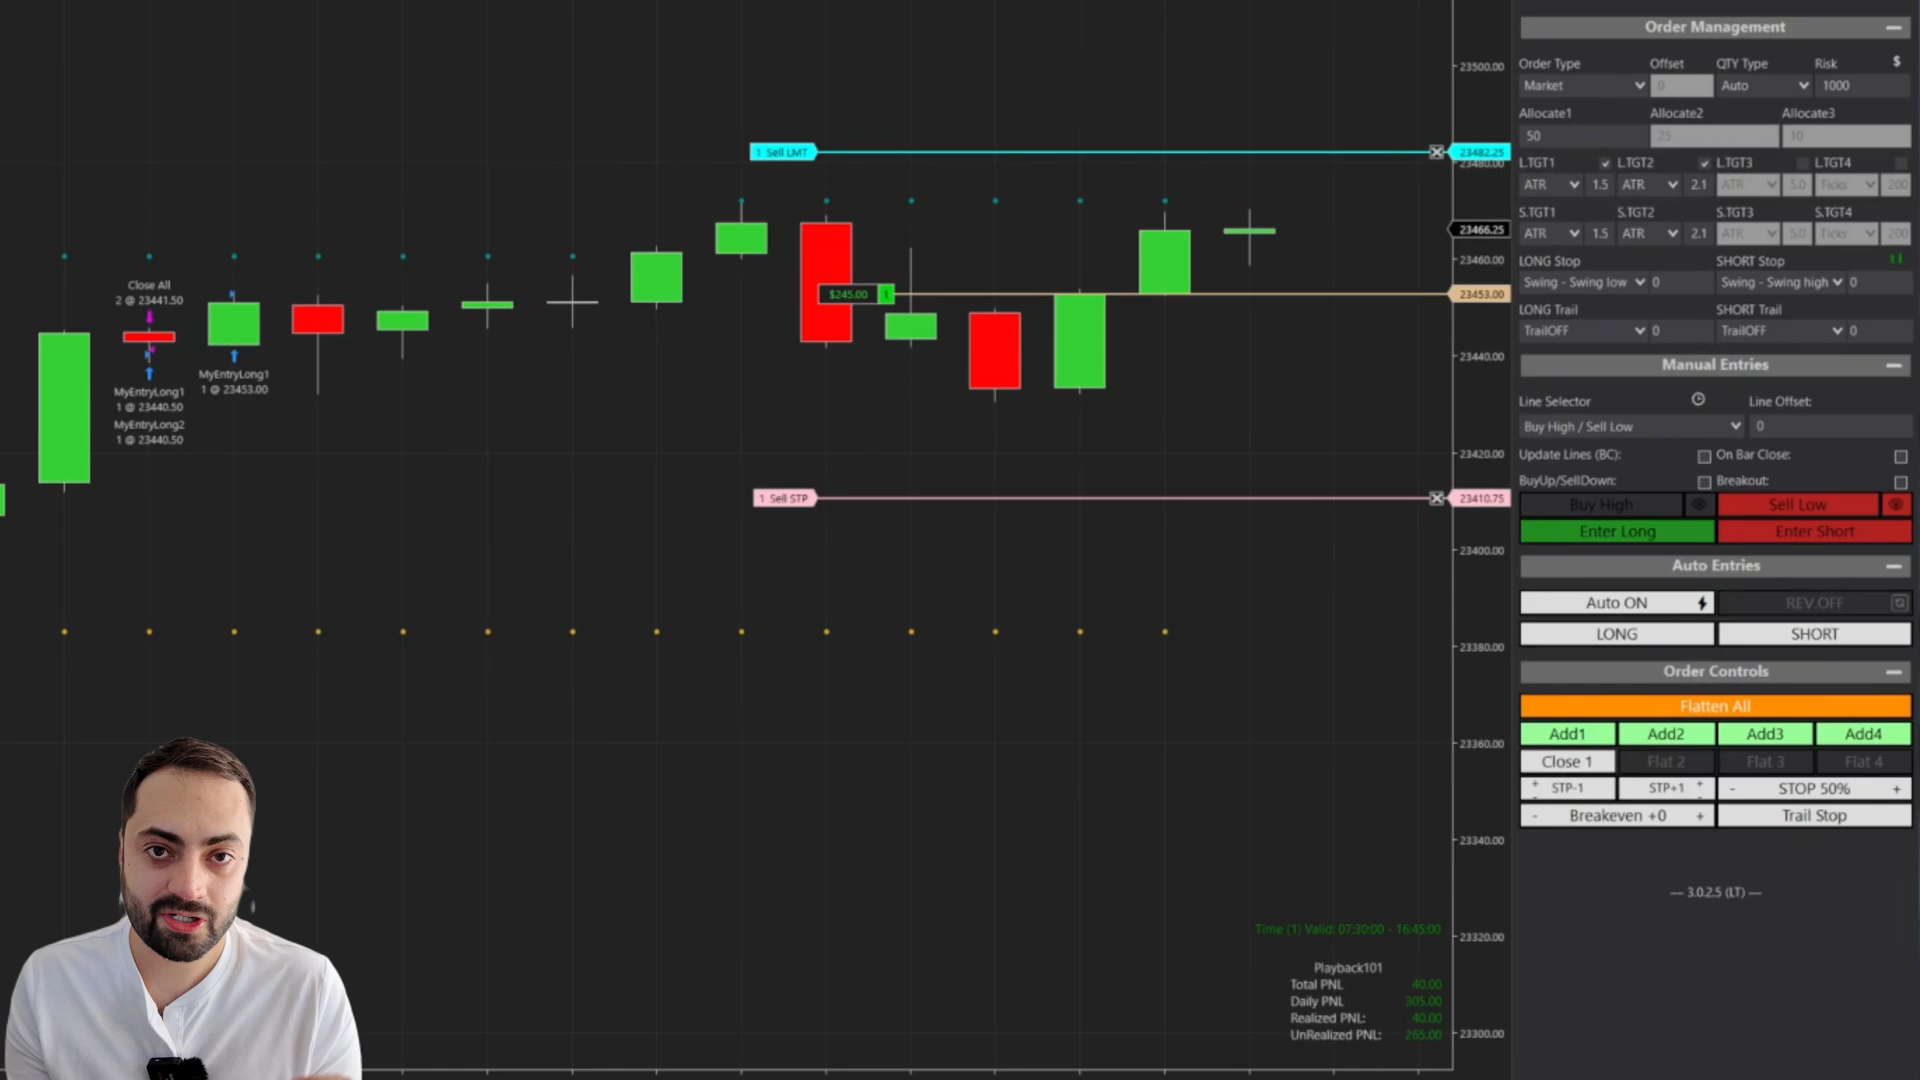 Close All
2 @ 23441.50
MyEntryLong1
1 @ 23440.50
MyEntryLong2
1 @ 23440.50
MyEntryLong1
1 @ 23453.00
1 Sell LMT
$245.00 1
1 Sell STP
23500.00
23482.25
23480.00
23466.25
23460.00
23453.00
23440.00
23420.00
23410.75
23400.00
23380.00
23360.00
23340.00
23320.00
23300.00
Time (1) Valid: 07:30:00 - 16:45:00
Playback101
Total PNL 40.00
Daily PNL 305.00
Realized PNL: 40.00
UnRealized PNL: 265.00
Order Management
Order Type Offset QTY Type Risk $
Market 0 Auto 1000
Allocate1 Allocate2 Allocate3
50 25 10
L.TGT1 L.TGT2 L.TGT3 L.TGT4
ATR 1.5 ATR 2.1 ATR 5.0 Ticks 200
S.TGT1 S.TGT2 S.TGT3 S.TGT4
ATR 1.5 ATR 2.1 ATR 5.0 Ticks 200
LONG Stop SHORT Stop
Swing - Swing low 0 Swing - Swing high 0
LONG Trail SHORT Trail
TrailOFF 0 TrailOFF 0
Manual Entries
Line Selector Line Offset:
Buy High / Sell Low 0
Update Lines (BC): On Bar Close:
BuyUp/SellDown: Breakout:
Buy High Sell Low
Enter Long Enter Short
Auto Entries
Auto ON REV.OFF
LONG SHORT
Order Controls
Flatten All
Add1 Add2 Add3 Add4
Close 1 Flat 2 Flat 3 Flat 4
+ - STP-1 STP+1 + - - STOP 50% +
- Breakeven +0 + Trail Stop
— 3.0.2.5 (LT) —